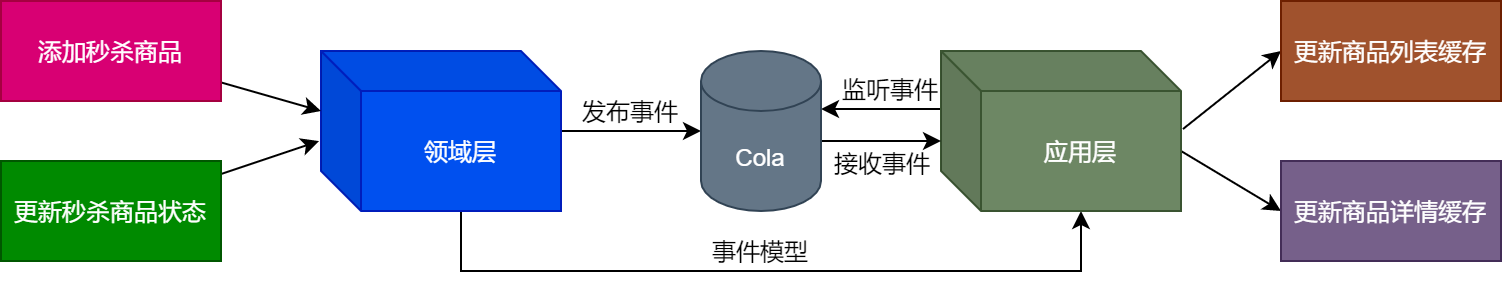 添加秒杀商品
更新秒杀商品状态
领域层
发布事件
Cola
监听事件
接收事件
应用层
事件模型
更新商品列表缓存
更新商品详情缓存